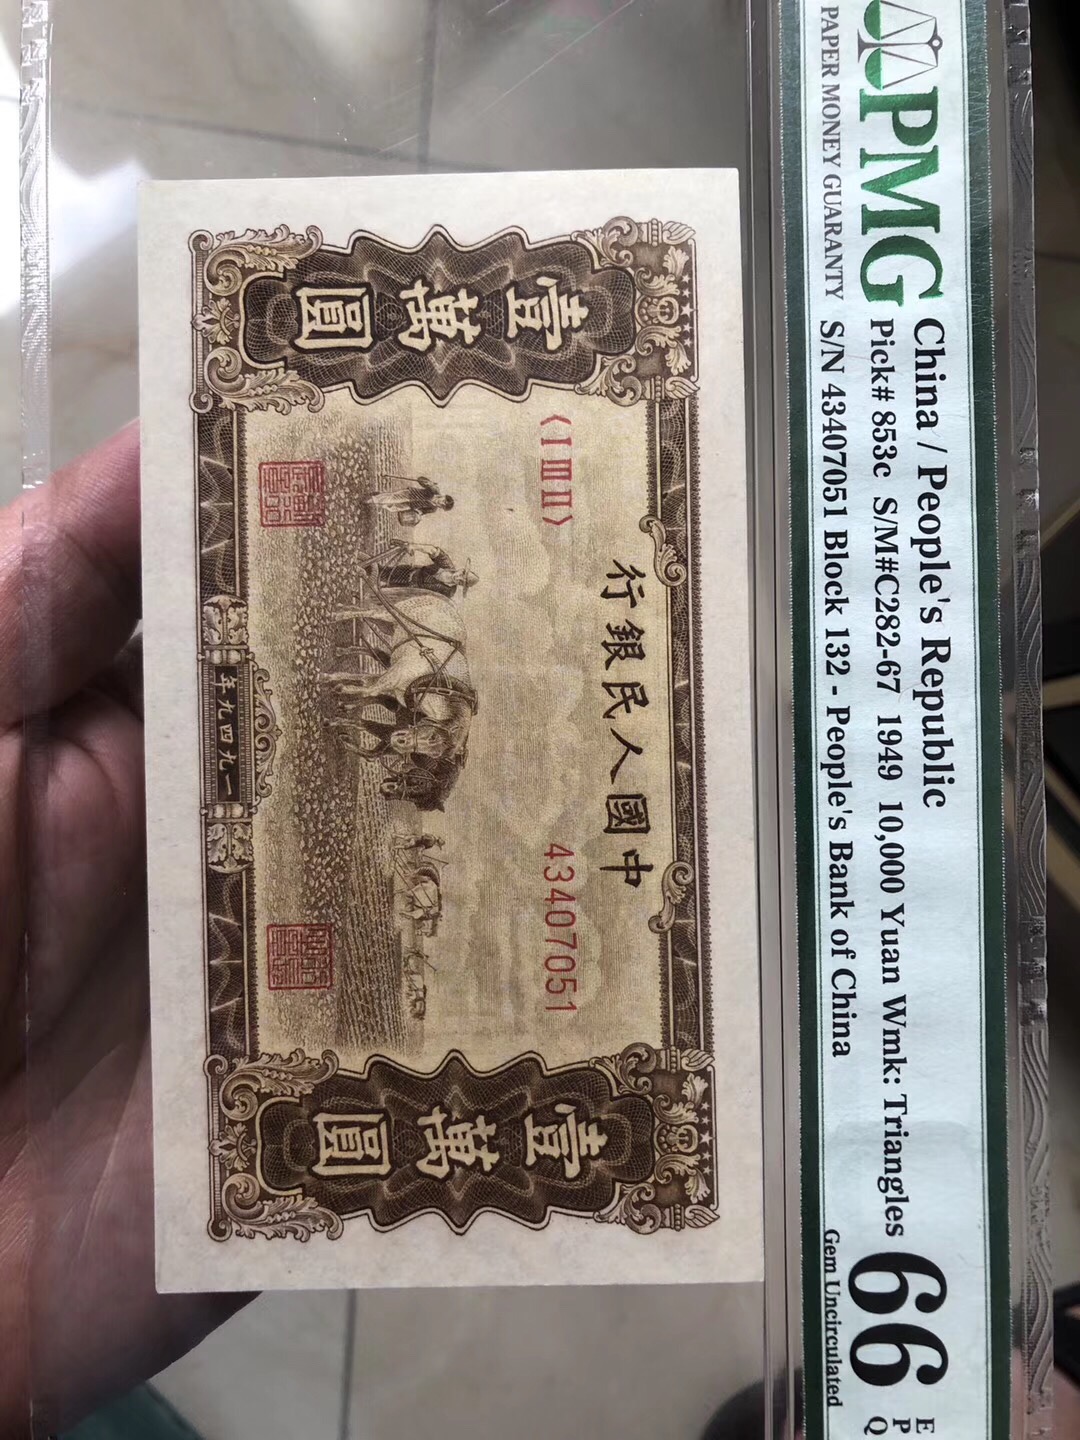 PMG
PAPER MONEY GUARANTY
China / People's Republic
Pick# 853c S/M#C282-67 1949 10,000 Yuan Wmk: Triangles
S/N 43407051 Block 132 - People's Bank of China
66 EPQ
Gem Uncirculated
中國人民銀行
〈I III II〉
43407051
壹萬圓
壹萬圓
一九四九年